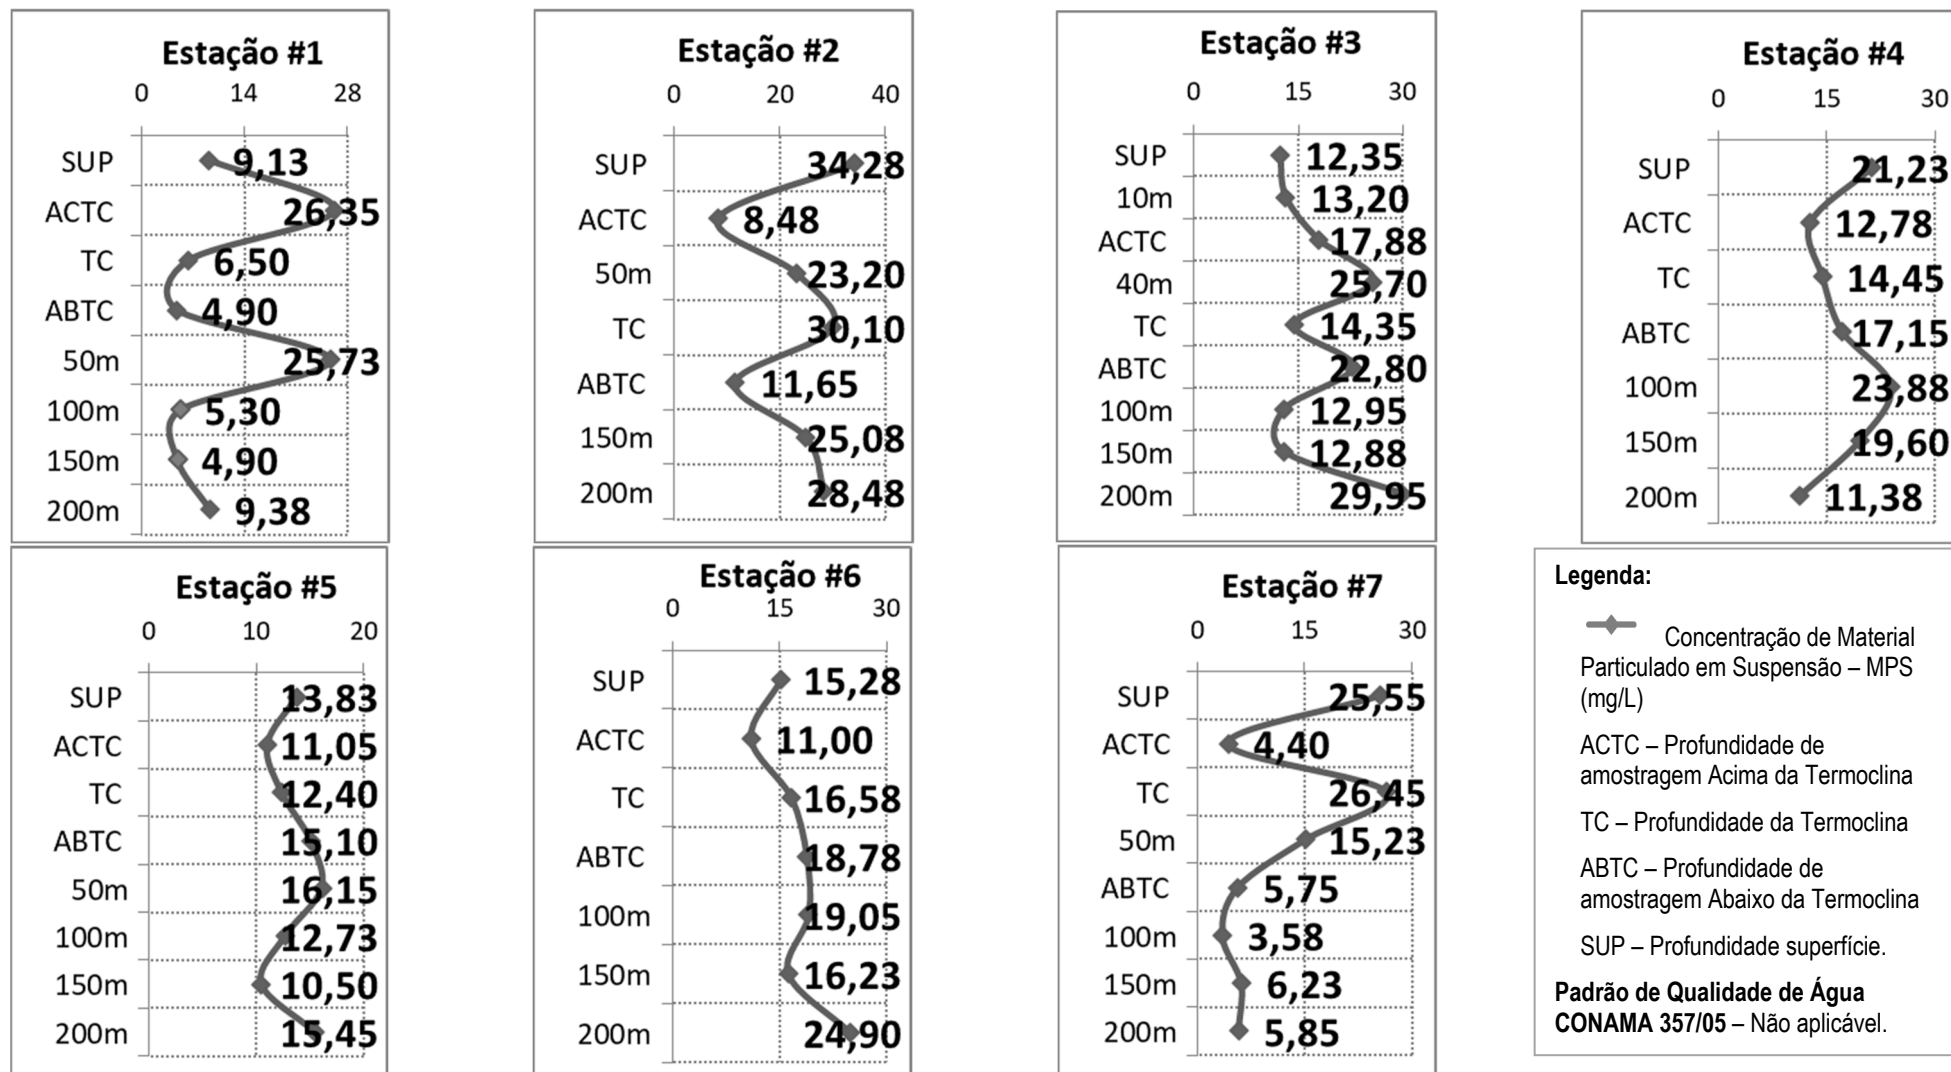 Estação #1
0 14 28
SUP 9,13
ACTC 26,35
TC 6,50
ABTC 4,90
50m 25,73
100m 5,30
150m 4,90
200m 9,38
Estação #2
0 20 40
SUP 34,28
ACTC 8,48
50m 23,20
TC 30,10
ABTC 11,65
150m 25,08
200m 28,48
Estação #3
0 15 30
SUP 12,35
10m 13,20
ACTC 17,88
40m 25,70
TC 14,35
ABTC 22,80
100m 12,95
150m 12,88
200m 29,95
Estação #4
0 15 30
SUP 21,23
ACTC 12,78
TC 14,45
ABTC 17,15
100m 23,88
150m 19,60
200m 11,38
Estação #5
0 10 20
SUP 13,83
ACTC 11,05
TC 12,40
ABTC 15,10
50m 16,15
100m 12,73
150m 10,50
200m 15,45
Estação #6
0 15 30
SUP 15,28
ACTC 11,00
TC 16,58
ABTC 18,78
100m 19,05
150m 16,23
200m 24,90
Estação #7
0 15 30
SUP 25,55
ACTC 4,40
TC 26,45
50m 15,23
ABTC 5,75
100m 3,58
150m 6,23
200m 5,85
Legenda:
Concentração de Material
Particulado em Suspensão – MPS
(mg/L)
ACTC – Profundidade de
amostragem Acima da Termoclina
TC – Profundidade da Termoclina
ABTC – Profundidade de
amostragem Abaixo da Termoclina
SUP – Profundidade superfície.
Padrão de Qualidade de Água
CONAMA 357/05 – Não aplicável.